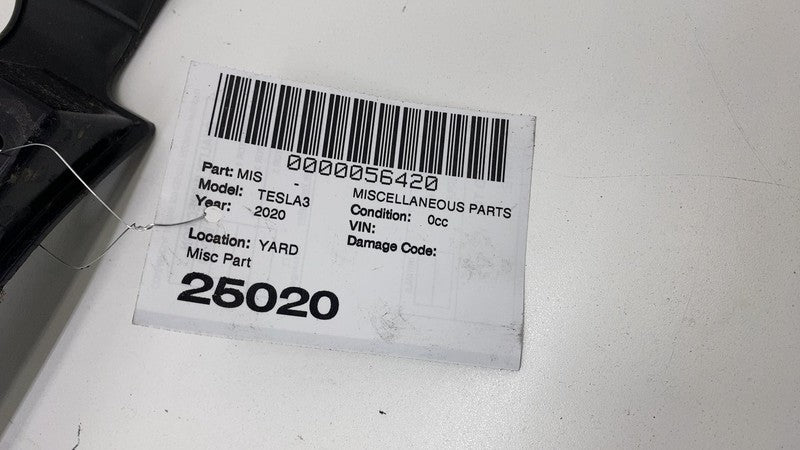 0000056420
Part: MIS - MISCELLANEOUS PARTS
Model: TESLA3 Condition: 0cc
Year: 2020 VIN:
Damage Code:
Location: YARD
Misc Part
25020